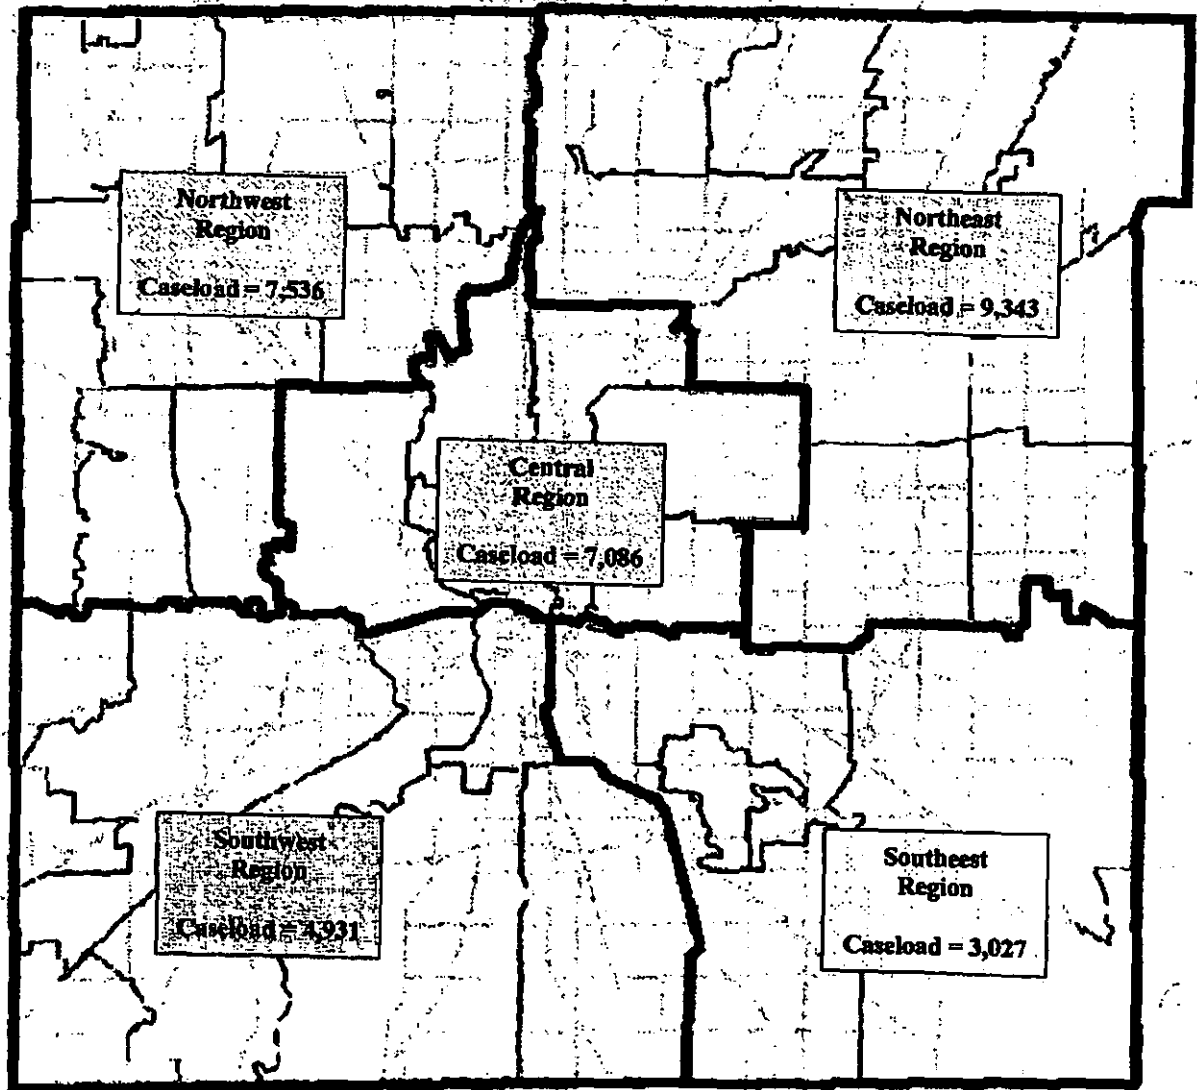 Northwest
Region
Caseload = 7,536
Northeast
Region
Caseload = 9,343
Central
Region
Caseload = 7,086
Southwest
Region
Caseload = 4,931
Southeest
Region
Caseload = 3,027